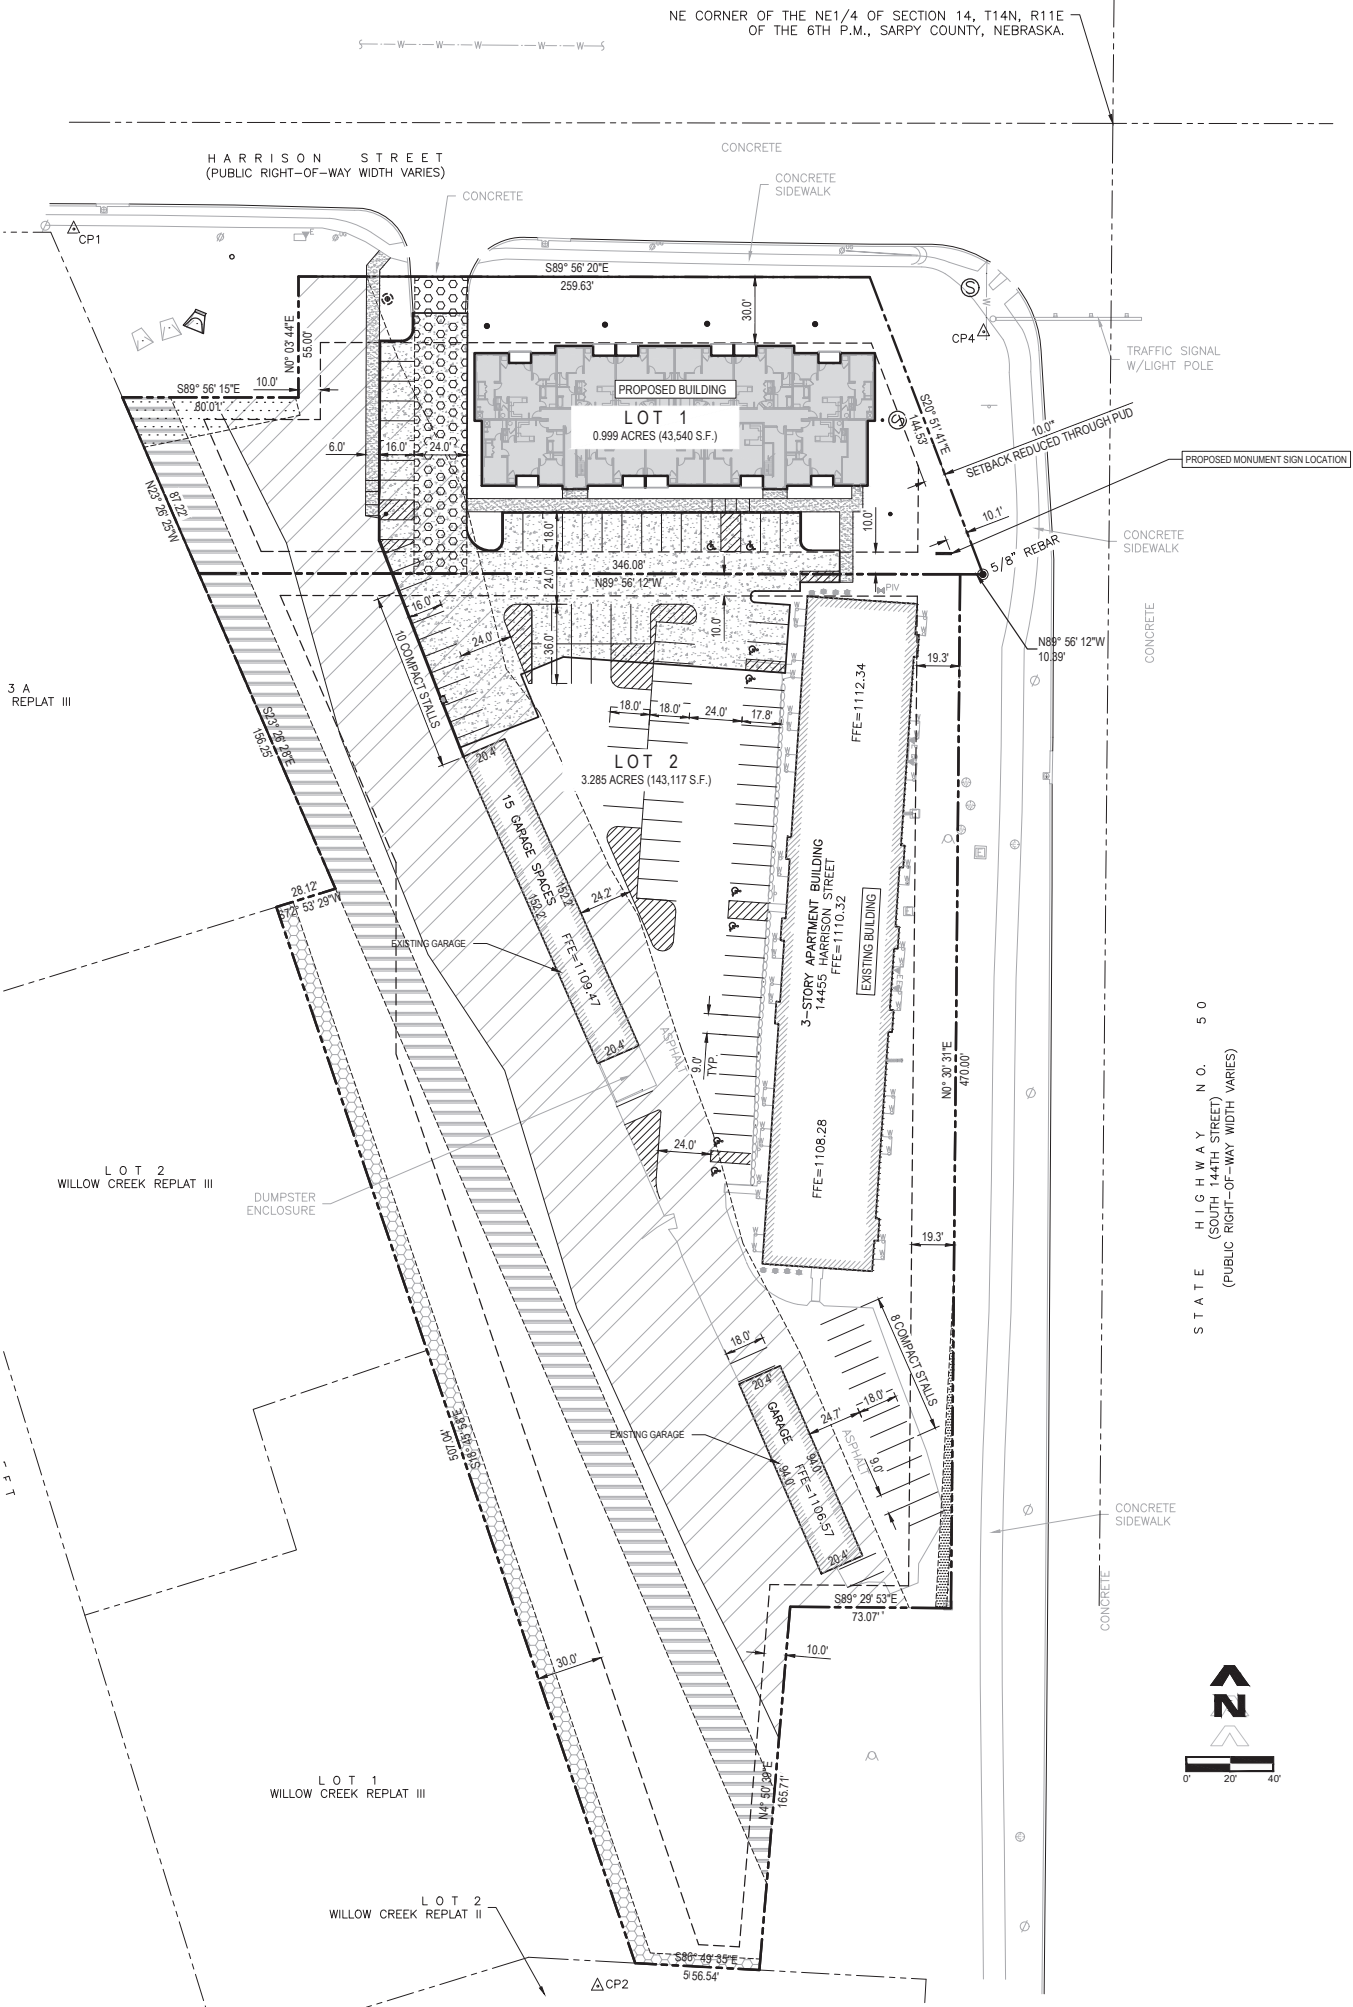 NE CORNER OF THE NE1/4 OF SECTION 14, T14N, R11E
OF THE 6TH P.M., SARPY COUNTY, NEBRASKA.
W W W W W
HARRISON STREET
(PUBLIC RIGHT-OF-WAY WIDTH VARIES)
CONCRETE
CONCRETE
SIDEWALK
CONCRETE
CP1
S89° 56' 20"E
259.63'
30.0'
S
CP4
TRAFFIC SIGNAL
W/LIGHT POLE
N0° 03' 44"E
55.00'
S89° 56' 15"E
80.01'
10.0'
PROPOSED BUILDING
LOT 1
0.999 ACRES (43,540 S.F.)
S
S20° 51' 41"E
144.53'
10.0'
SETBACK REDUCED THROUGH PUD
PROPOSED MONUMENT SIGN LOCATION
6.0'
16.0'
24.0'
N23° 26' 25"W
87.22'
18.0'
10.0'
10.1'
5/8" REBAR
CONCRETE
SIDEWALK
346.08'
N89° 56' 12"W
24.0'
PIV
16.0'
10 COMPACT STALLS
24.0'
36.0'
10.0'
N89° 56' 12"W
10.39'
CONCRETE
19.3'
3 A
REPLAT III
S23° 26' 28"E
156.25'
FFE=1112.34
18.0'
18.0'
24.0'
17.8'
LOT 2
3.285 ACRES (143,117 S.F.)
20.4'
15 GARAGE SPACES
152.2'
152.2'
FFE=1109.47
24.2'
20.4'
EXISTING GARAGE
28.12'
S72° 53' 29"W
3-STORY APARTMENT BUILDING
14455 HARRISON STREET
FFE=1110.32
EXISTING BUILDING
ASPHALT
9.0'
TYP.
N0° 30' 31"E
470.00'
STATE HIGHWAY NO. 50
(SOUTH 144TH STREET)
(PUBLIC RIGHT-OF-WAY WIDTH VARIES)
24.0'
FFE=1108.28
LOT 2
WILLOW CREEK REPLAT III
DUMPSTER
ENCLOSURE
19.3'
8 COMPACT STALLS
18.0'
20.4'
GARAGE
FFE=1106.57
94.0'
94.0'
20.4'
24.7'
18.0'
ASPHALT
9.0'
EXISTING GARAGE
S18° 45' 58"E
507.04'
CONCRETE
SIDEWALK
CONCRETE
S89° 29' 53"E
73.07'
10.0'
30.0'
N
0' 20' 40'
N4° 50' 39"E
165.71'
LOT 1
WILLOW CREEK REPLAT III
LOT 2
WILLOW CREEK REPLAT II
56.54'
CP2